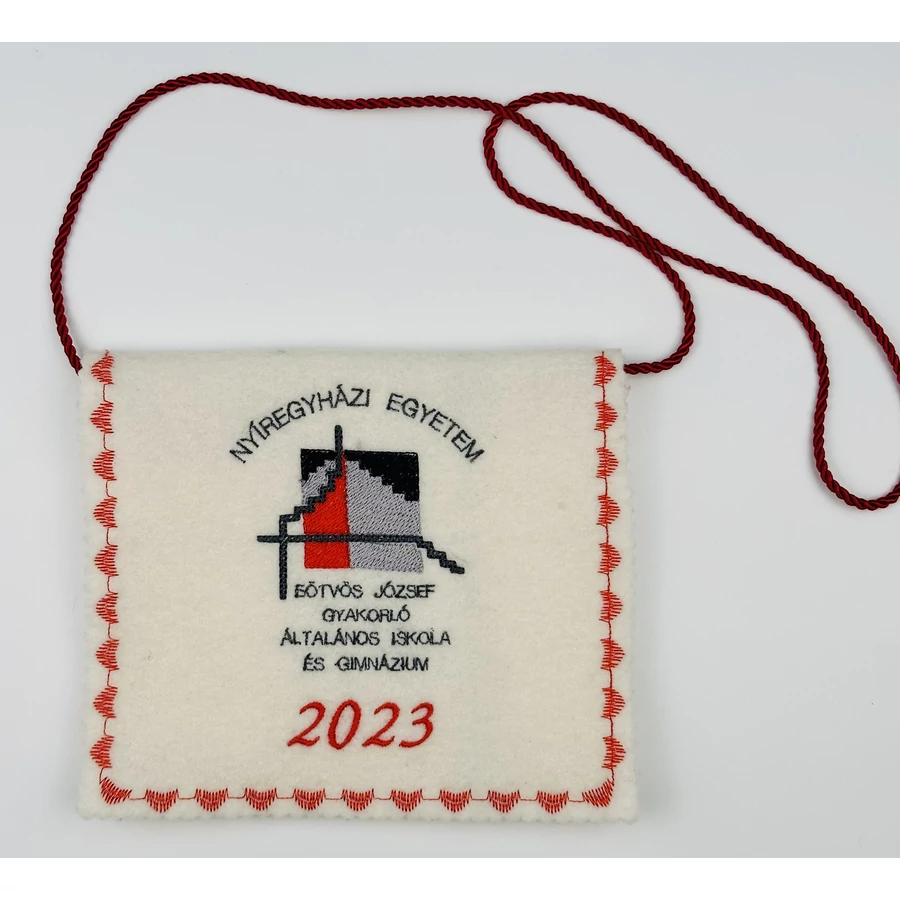 NYÍREGYHÁZI EGYETEM
EÖTVÖS JÓZSEF
GYAKORLÓ
ÁLTALÁNOS ISKOLA
ÉS GIMNÁZIUM
2023